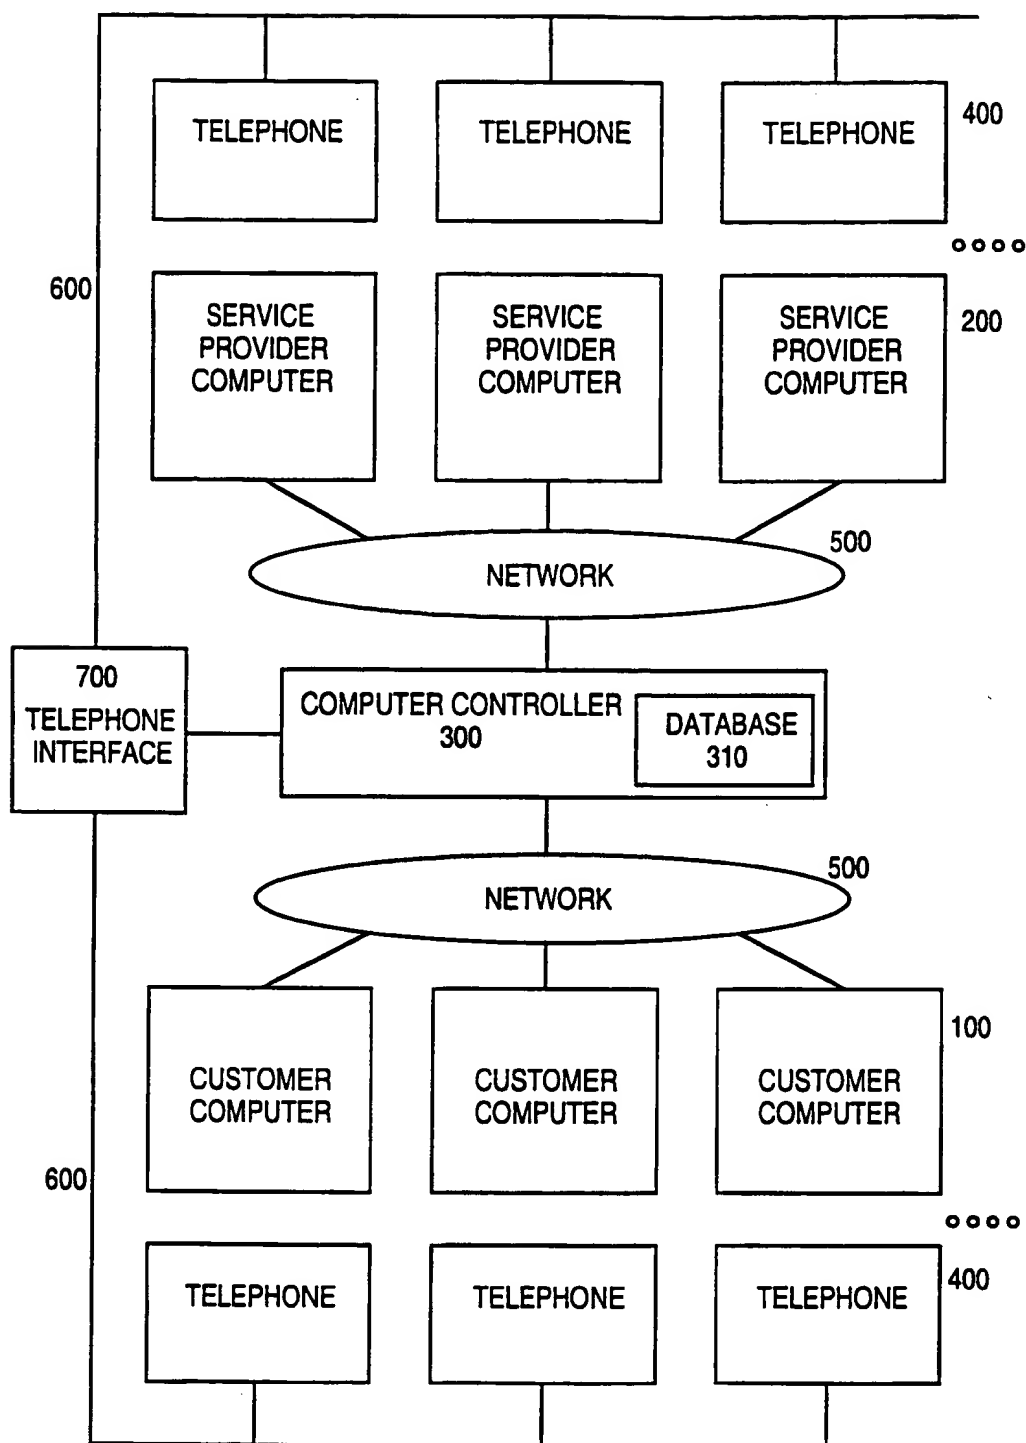 TELEPHONE TELEPHONE TELEPHONE 400
600
SERVICE PROVIDER COMPUTER
SERVICE PROVIDER COMPUTER
SERVICE PROVIDER COMPUTER
200
500
NETWORK
700
TELEPHONE
INTERFACE
COMPUTER CONTROLLER
300
DATABASE
310
500
NETWORK
100
CUSTOMER
COMPUTER
CUSTOMER
COMPUTER
CUSTOMER
COMPUTER
600
400
TELEPHONE TELEPHONE TELEPHONE